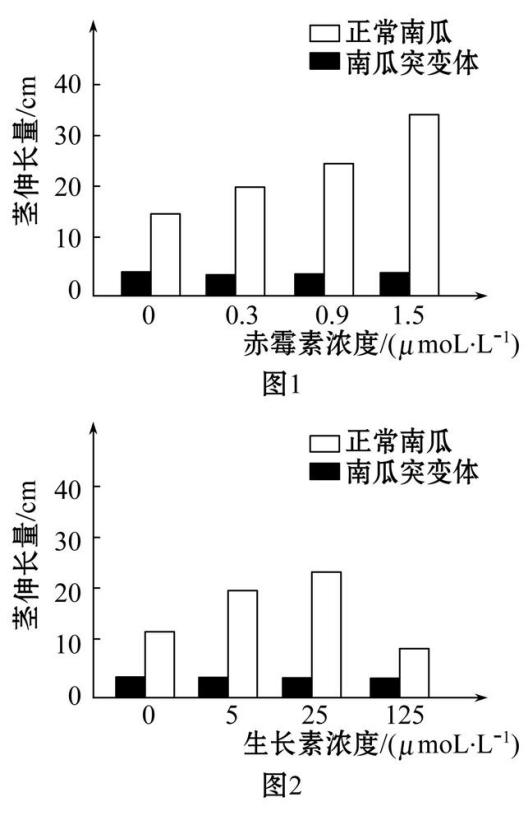 正常南瓜
南瓜突变体
茎伸长量/cm
40
30
20
10
0
0 0.3 0.9 1.5
赤霉素浓度/(μmoL·L⁻¹)
图1
正常南瓜
南瓜突变体
茎伸长量/cm
40
30
20
10
0
0 5 25 125
生长素浓度/(μmoL·L⁻¹)
图2